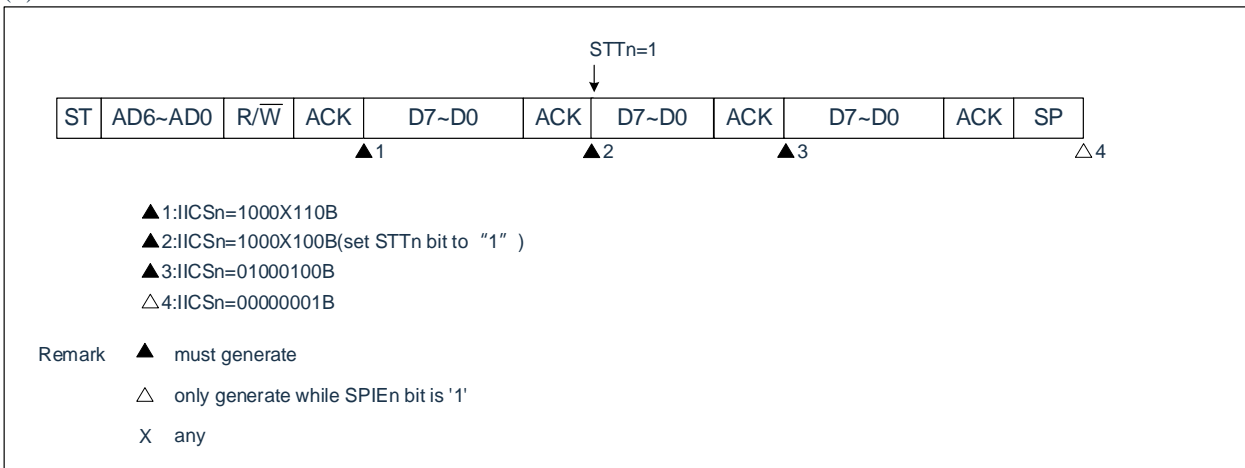 STTn=1
ST AD6~AD0 R/W̅ ACK D7~D0 ACK D7~D0 ACK D7~D0 ACK SP
▲1 ▲2 ▲3 △4
▲1:IICSn=1000X110B
▲2:IICSn=1000X100B(set STTn bit to “1”)
▲3:IICSn=01000100B
△4:IICSn=00000001B
Remark ▲ must generate
△ only generate while SPIEn bit is '1'
X any